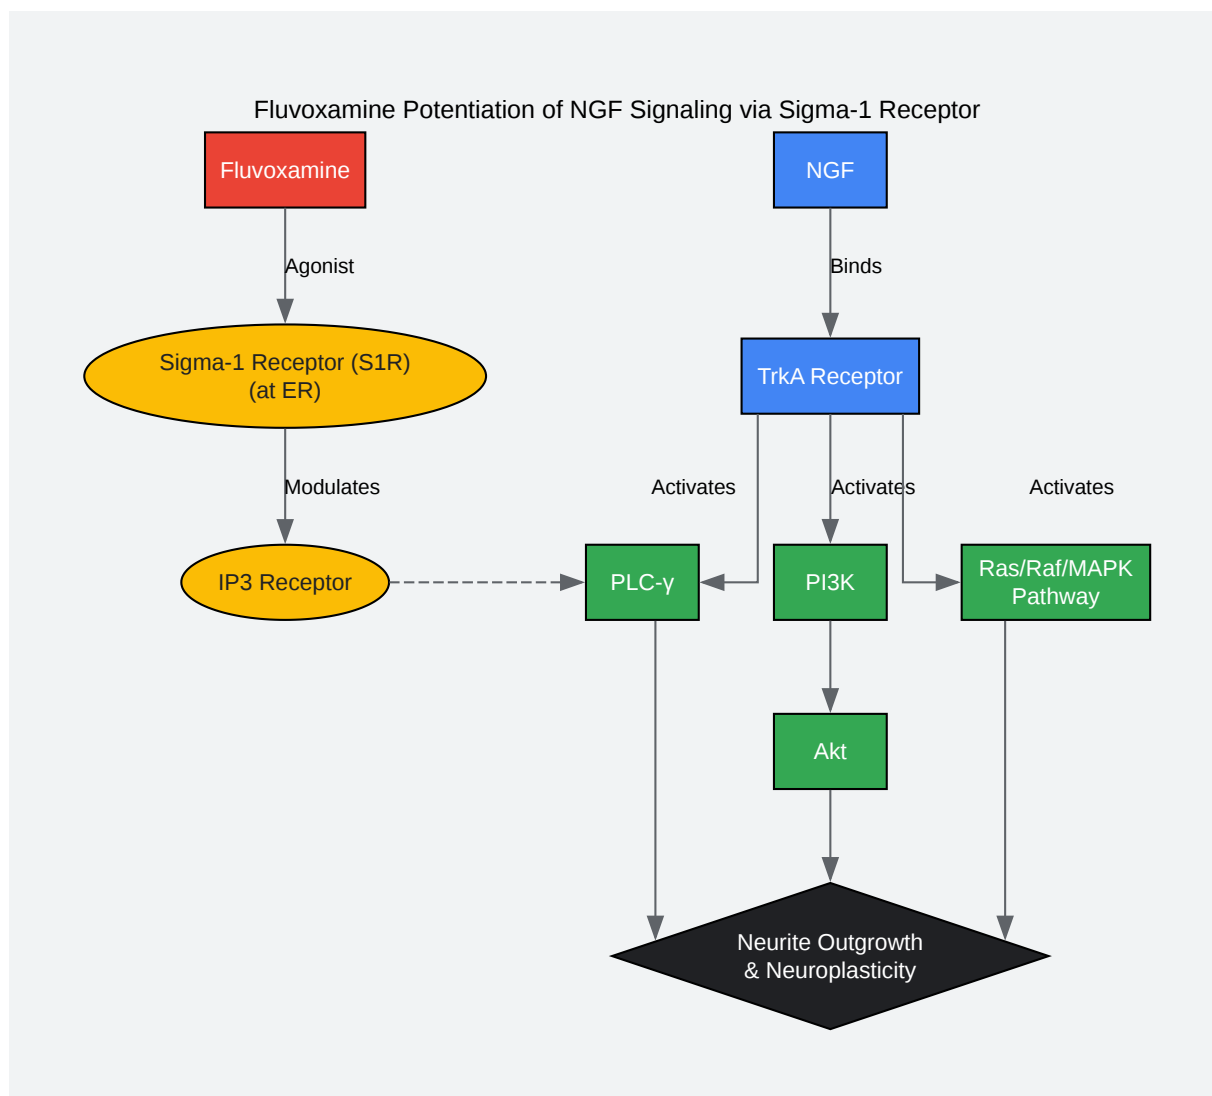 Fluvoxamine Potentiation of NGF Signaling via Sigma-1 Receptor
Fluvoxamine
NGF
Agonist
Binds
Sigma-1 Receptor (S1R)
(at ER)
TrkA Receptor
Modulates
Activates
Activates
Activates
IP3 Receptor
PLC-γ
PI3K
Ras/Raf/MAPK
Pathway
Akt
Neurite Outgrowth
& Neuroplasticity